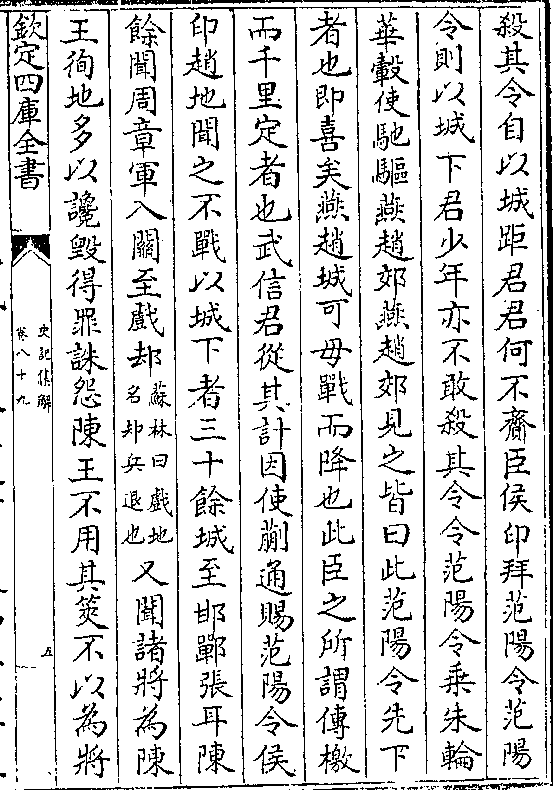 殺其令自以城距君君何不齎臣侯印拜范陽令范陽
令則以城下君少年亦不敢殺其令令范陽令乘朱輪
華轂使馳驅燕趙郊燕趙郊見之皆曰此范陽令先下
者也即喜矣燕趙城可毋戰而降也此臣之所謂傳檄
而千里定者也武信君從其計因使蒯通賜范陽令侯
印趙地聞之不戰以城下者三十餘城至邯鄲張耳陳
餘聞周章軍入關至戲却蘇林曰戲地名却兵退也又聞諸將為陳
王徇地多以讒毀得罪誅怨陳王不用其筴不以為將
欽定四庫全書
史記集解
卷八十九
五